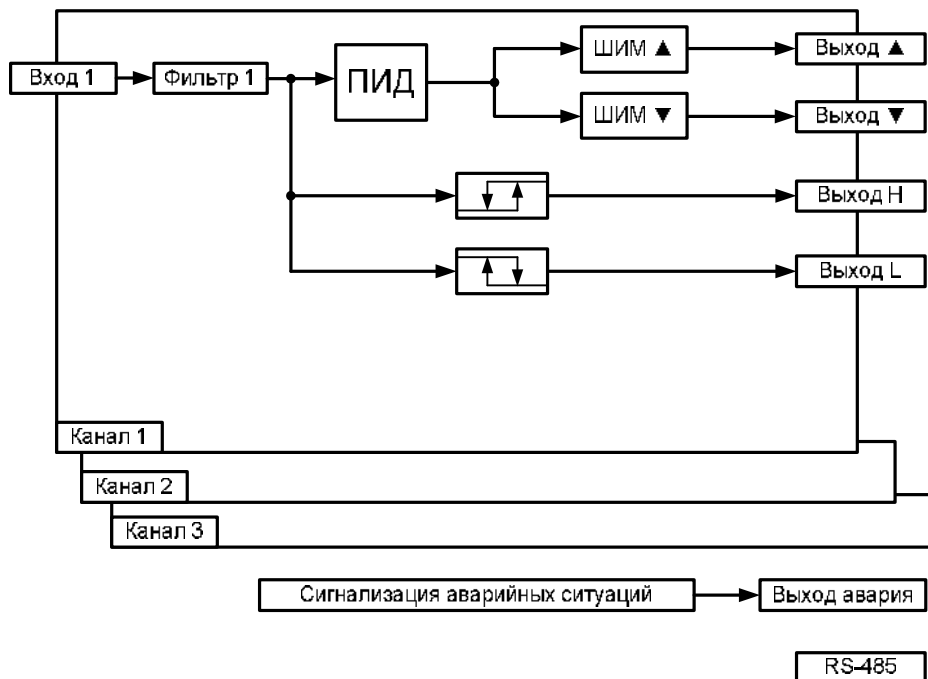 Вход 1
Фильтр 1
ПИД
ШИМ ▲
Выход ▲
ШИМ ▼
Выход ▼
Выход H
Выход L
Канал 1
Канал 2
Канал 3
Сигнализация аварийных ситуаций
Выход авария
RS-485